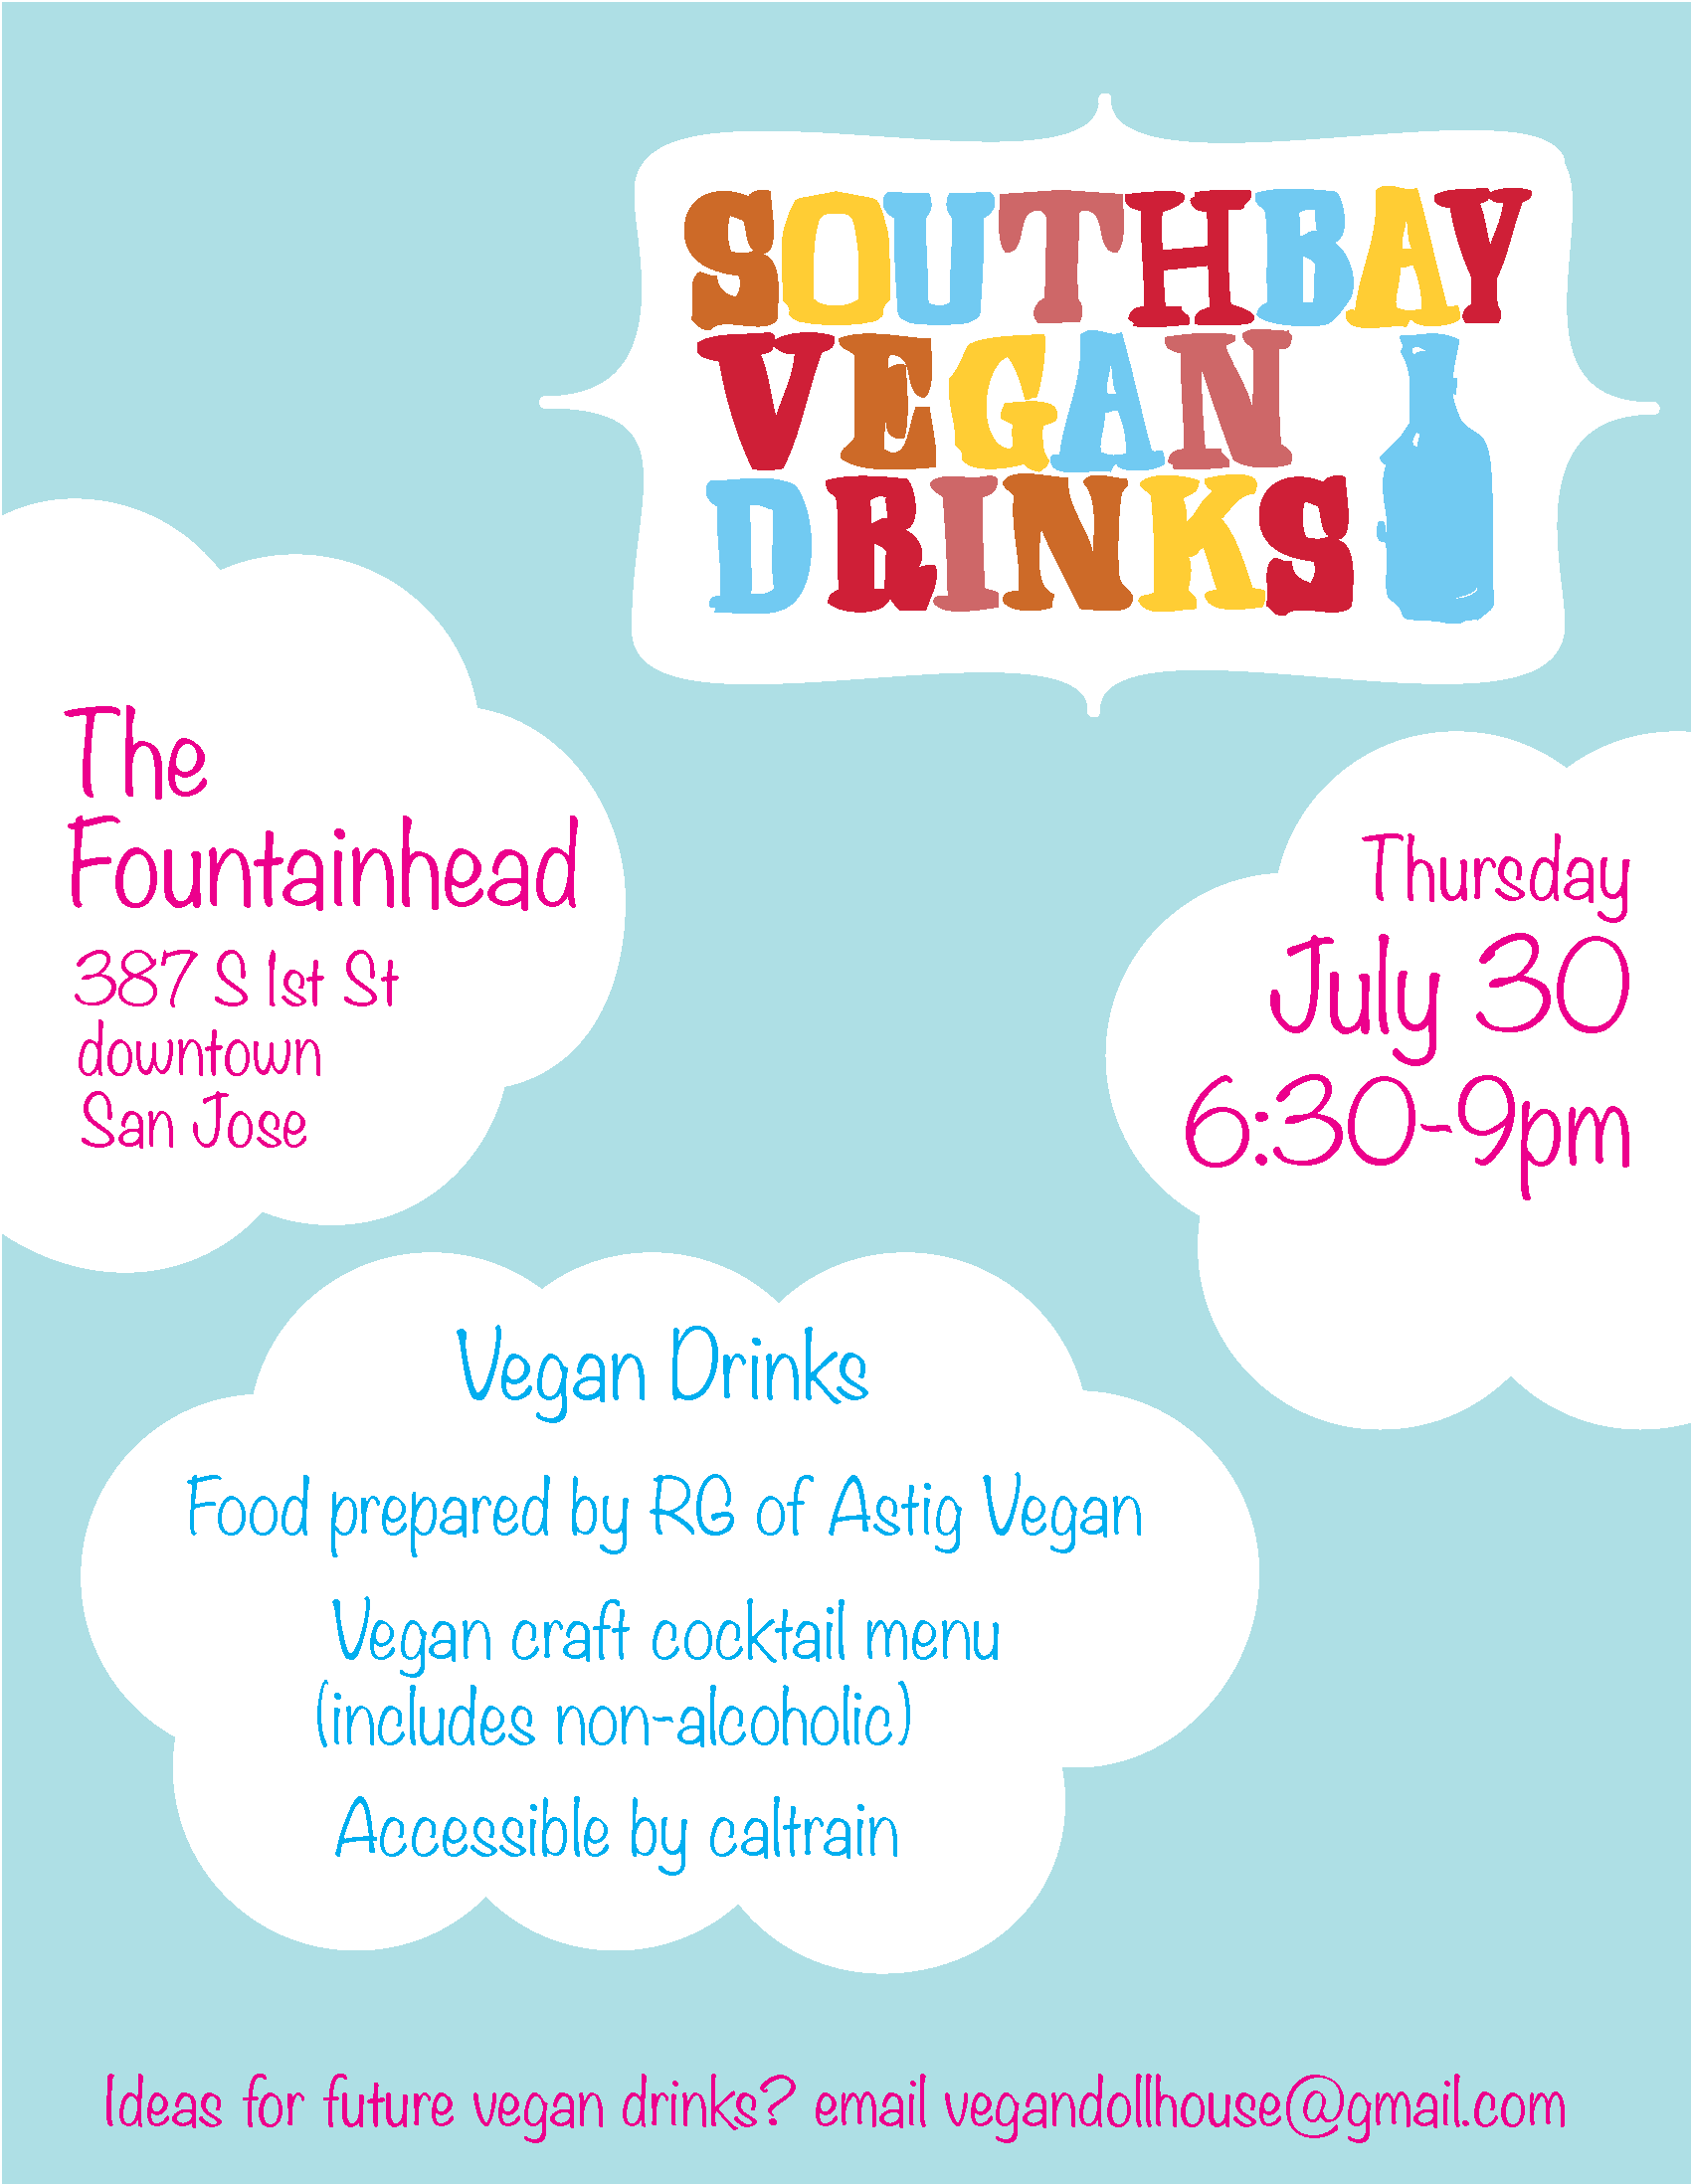 SOUTHBAY
VEGAN
DRINKS
The
Fountainhead
387 S 1st St
downtown
San Jose
Thursday
July 30
6:30-9pm
Vegan Drinks
Food prepared by RG of Astig Vegan
Vegan craft cocktail menu
(includes non-alcoholic)
Accessible by caltrain
Ideas for future vegan drinks? email vegandollhouse@gmail.com